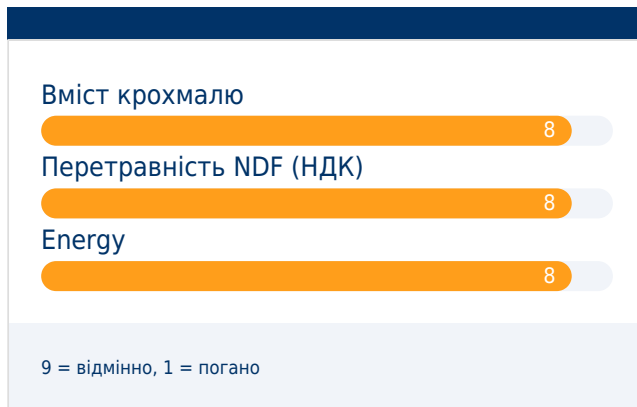 Вміст крохмалю
8
Перетравність NDF (НДК)
8
Energy
8
9 = відмінно, 1 = погано